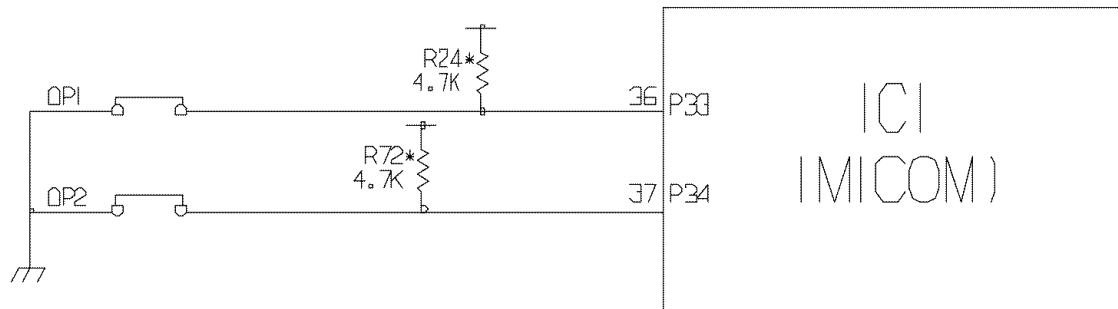 R24*
4.7K
OP1
36
P33
IC1
(MICOM)
R72*
4.7K
OP2
37
P34